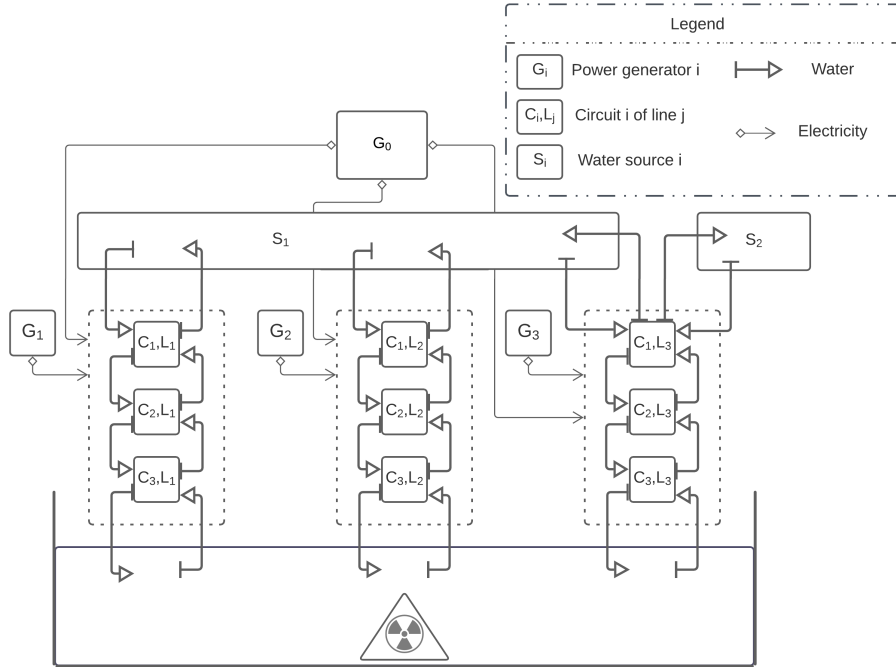 Legend
Gi Power generator i Water
Ci,Lj Circuit i of line j
Electricity
Si Water source i
G0
S1
S2
G1
G2
G3
C1,L1
C1,L2
C1,L3
C2,L1
C2,L2
C2,L3
C3,L1
C3,L2
C3,L3